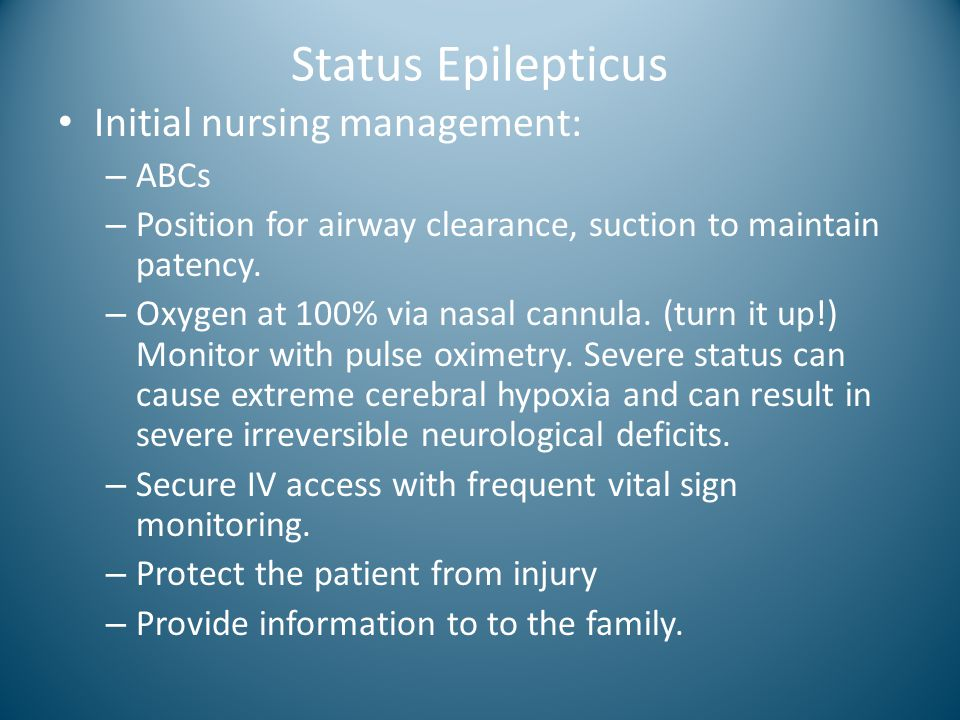 Status Epilepticus
• Initial nursing management:
– ABCs
– Position for airway clearance, suction to maintain
patency.
– Oxygen at 100% via nasal cannula. (turn it up!)
Monitor with pulse oximetry. Severe status can
cause extreme cerebral hypoxia and can result in
severe irreversible neurological deficits.
– Secure IV access with frequent vital sign
monitoring.
– Protect the patient from injury
– Provide information to to the family.